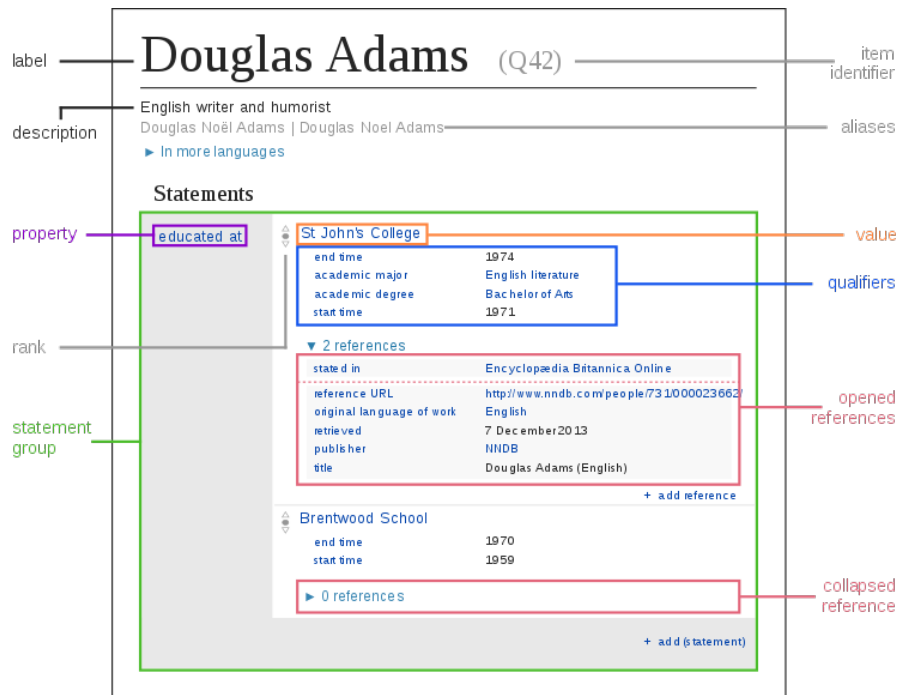 label
Douglas Adams (Q42)
item
identifier
description
English writer and humorist
Douglas Noël Adams | Douglas Noel Adams
aliases
► In more languages
Statements
property
educated at
St John's College
value
end time 1974
academic major English literature
academic degree Bachelor of Arts
start time 1971
qualifiers
rank
▼ 2 references
stated in Encyclopædia Britannica Online
reference URL http://www.nndb.com/people/731/000023662/
original language of work English
retrieved 7 December 2013
publisher NNDB
title Douglas Adams (English)
opened
references
statement
group
+ add reference
Brentwood School
end time 1970
start time 1959
► 0 references
collapsed
reference
+ add (statement)